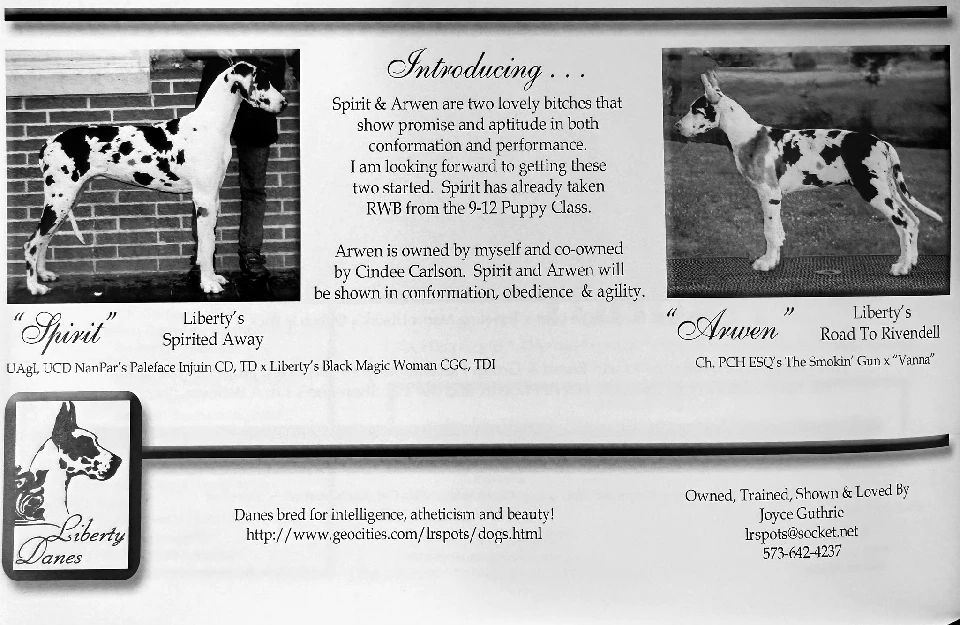 Introducing . . .
Spirit & Arwen are two lovely bitches that
show promise and aptitude in both
conformation and performance.
I am looking forward to getting these
two started. Spirit has already taken
RWB from the 9-12 Puppy Class.
Arwen is owned by myself and co-owned
by Cindee Carlson. Spirit and Arwen will
be shown in conformation, obedience & agility.
"Spirit"
Liberty's
Spirited Away
UAgI, UCD NanPar's Paleface Injuin CD, TD x Liberty's Black Magic Woman CGC, TDI
"Arwen"
Liberty's
Road To Rivendell
Ch. PCH ESQ's The Smokin' Gun x "Vanna"
Liberty
Danes
Danes bred for intelligence, atheticism and beauty!
http://www.geocities.com/lrspots/dogs.html
Owned, Trained, Shown & Loved By
Joyce Guthrie
lrspots@socket.net
573-642-4237